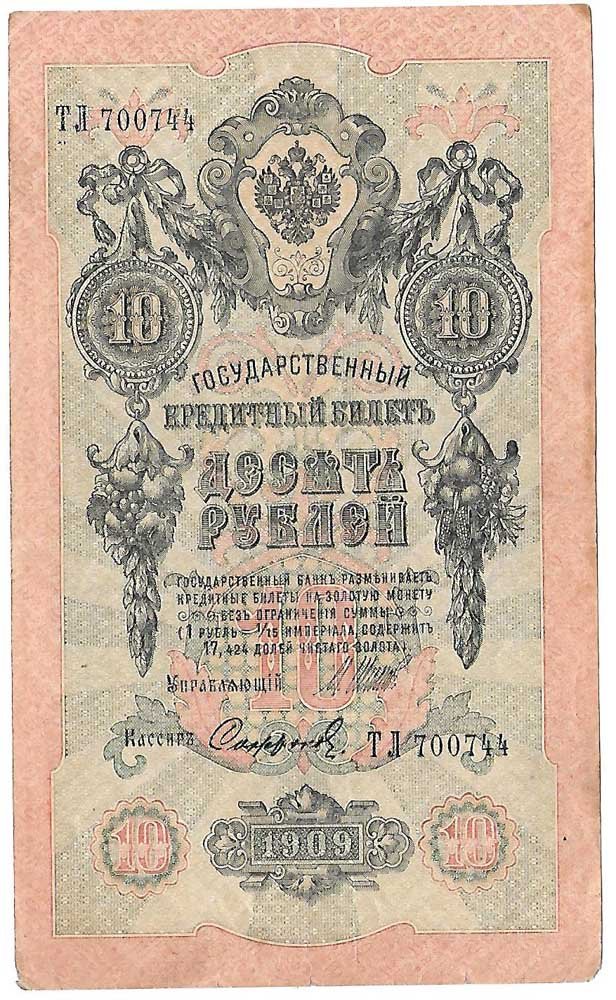 ТЛ 700744
10 10
ГОСУДАРСТВЕННЫЙ
КРЕДИТНЫЙ БИЛЕТЪ
ДЕСЯТЬ
РУБЛЕЙ
ГОСУДАРСТВЕННЫЙ БАНКЪ РАЗМѢНИВАЕТЪ
КРЕДИТНЫЕ БИЛЕТЫ НА ЗОЛОТУЮ МОНЕТУ
БЕЗЪ ОГРАНИЧЕНІЯ СУММЫ
(1 РУБЛЬ = 1/15 ИМПЕРІАЛА, СОДЕРЖИТЪ
17,424 ДОЛЕЙ ЧИСТАГО ЗОЛОТА)
10
УПРАВЛЯЮЩІЙ
Кассиръ Софронов ТЛ 700744
10 1909 10